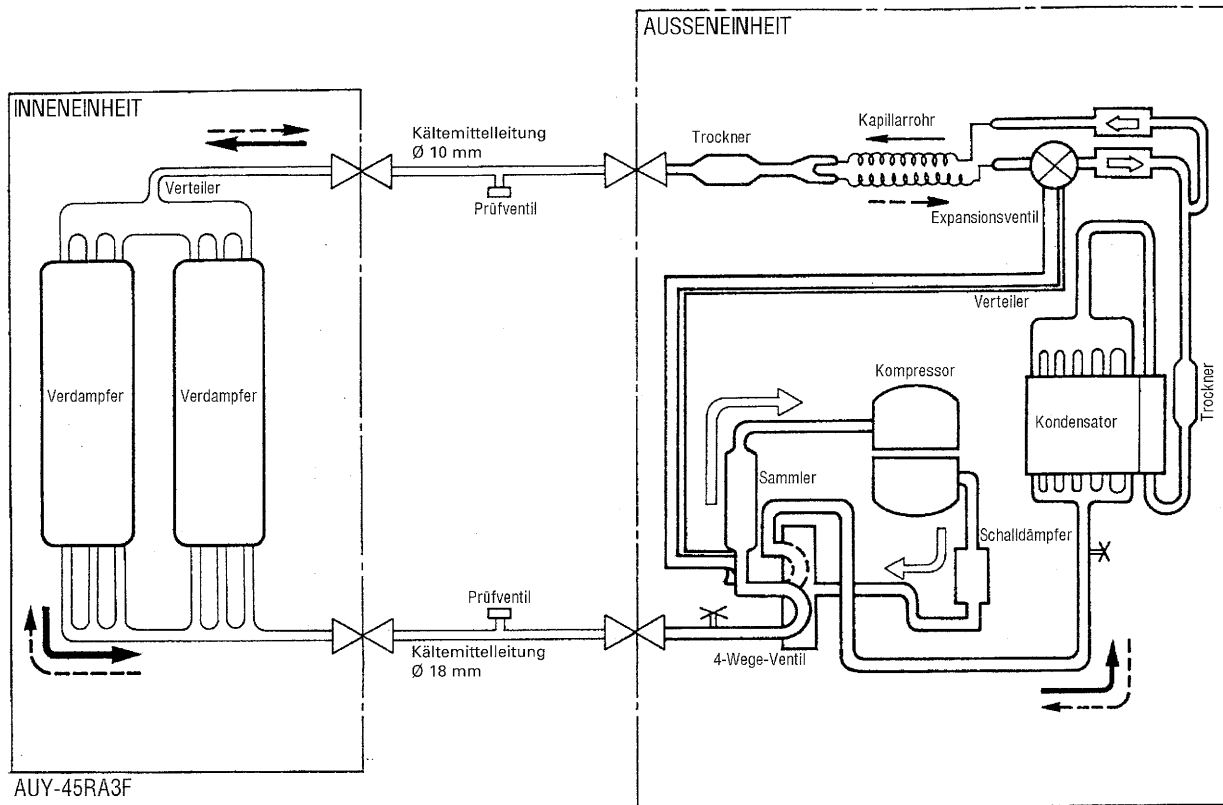 AUSSENEINHEIT
INNENEINHEIT
Kältemittelleitung
Ø 10 mm
Trockner
Kapillarrohr
Verteiler
Prüfventil
Expansionsventil
Verteiler
Verdampfer
Verdampfer
Kompressor
Trockner
Kondensator
Sammler
Schalldämpfer
Prüfventil
Kältemittelleitung
Ø 18 mm
4-Wege-Ventil
AUY-45RA3F